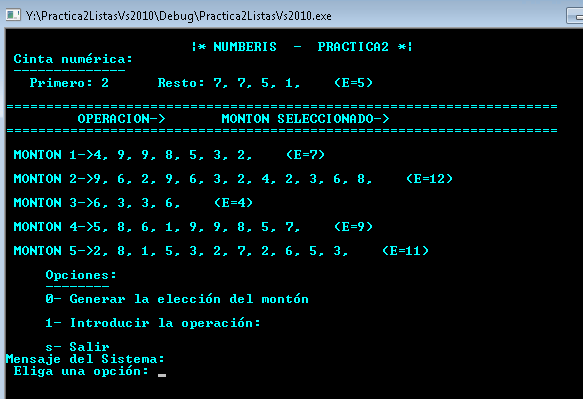 Y:\Practica2ListasVs2010\Debug\Practica2ListasVs2010.exe
|* NUMBERIS - PRACTICA2 *|
Cinta numérica:
---------------
Primero: 2 Resto: 7, 7, 5, 1, (E=5)
=====================================================================
OPERACION-> MONTON SELECCIONADO->
=====================================================================
MONTON 1->4, 9, 9, 8, 5, 3, 2, (E=7)
MONTON 2->9, 6, 2, 9, 6, 3, 2, 4, 2, 3, 6, 8, (E=12)
MONTON 3->6, 3, 3, 6, (E=4)
MONTON 4->5, 8, 6, 1, 9, 9, 8, 5, 7, (E=9)
MONTON 5->2, 8, 1, 5, 3, 2, 7, 2, 6, 5, 3, (E=11)
Opciones:
--------
0- Generar la elección del montón
1- Introducir la operación:
s- Salir
Mensaje del Sistema:
Eliga una opción: _